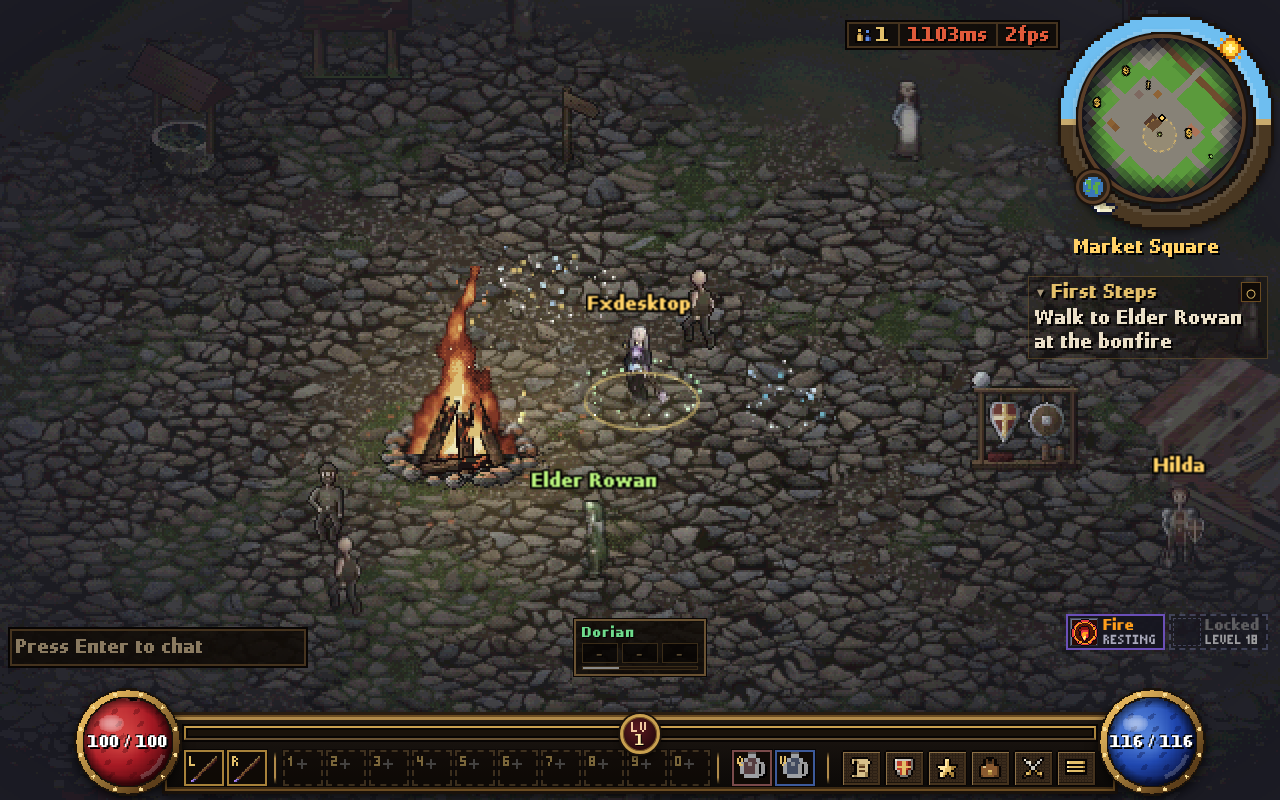 1 1103ms 2fps
Market Square
▾ First Steps
Walk to Elder Rowan
at the bonfire
Fxdesktop
Elder Rowan
Hilda
Press Enter to chat
Dorian
- - -
Fire
RESTING
Locked
LEVEL 18
100 / 100
LV
1
116 / 116
L R 1+ 2+ 3+ 4+ 5+ 6+ 7+ 8+ 9+ 0+